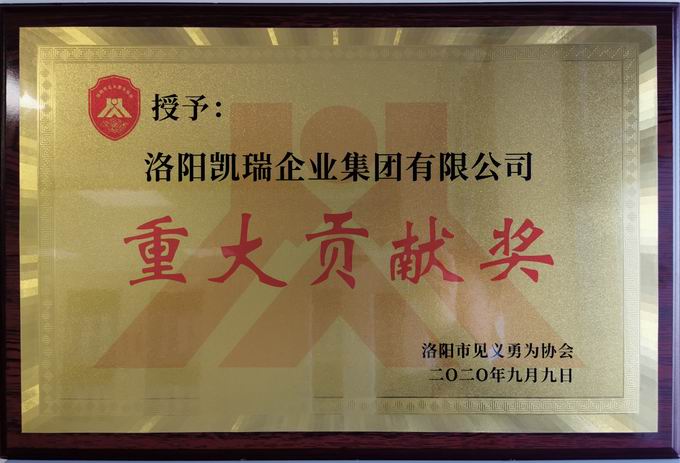 授予：
洛阳凯瑞企业集团有限公司
重大贡献奖
洛阳市见义勇为协会
二〇二〇年九月九日